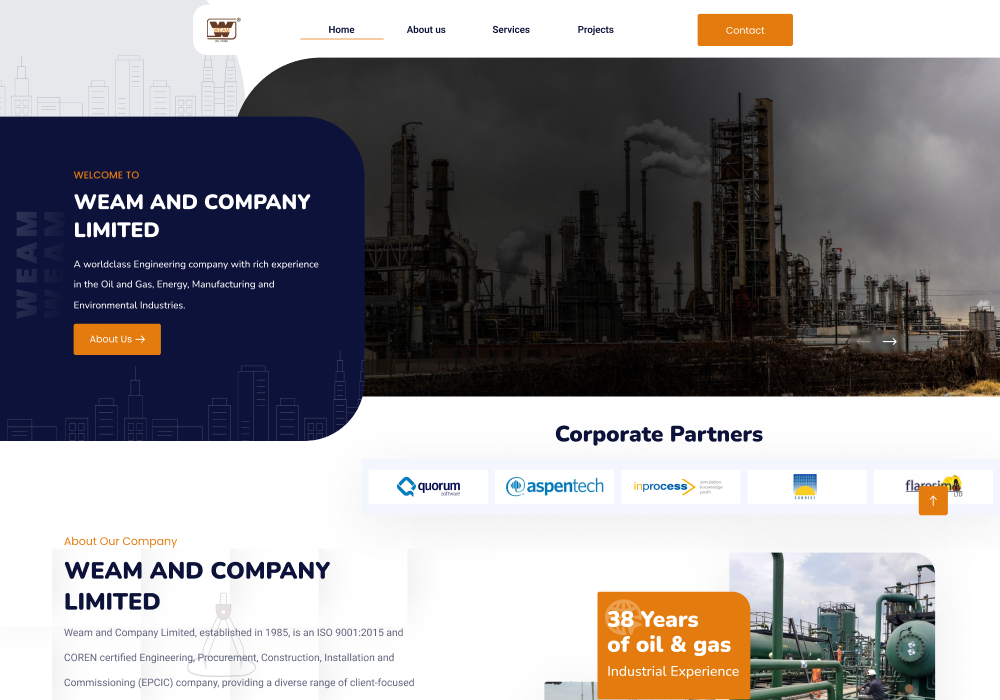 Home
About us
Services
Projects
Contact
WELCOME TO
WEAM AND COMPANY
LIMITED
WEAM
WEAM
A worldclass Engineering company with rich experience
in the Oil and Gas, Energy, Manufacturing and
Environmental Industries.
About Us
Corporate Partners
quorum
software
aspentech
inprocess
simulation
knowledge
profit
SUNRISE
About Our Company
WEAM AND COMPANY
LIMITED
Weam and Company Limited, established in 1985, is an ISO 9001:2015 and
COREN certified Engineering, Procurement, Construction, Installation and
Commissioning (EPCIC) company, providing a diverse range of client-focused
38 Years
of oil & gas
Industrial Experience